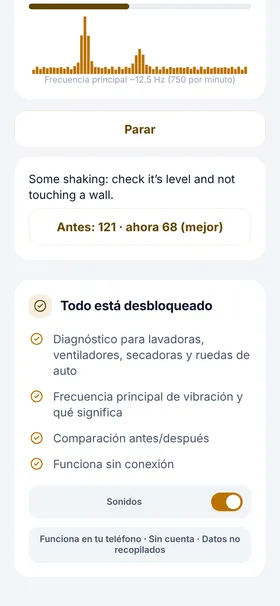 Frecuencia principal ~12.5 Hz (750 por minuto)
Parar
Some shaking: check it's level and not
touching a wall.
Antes: 121 · ahora 68 (mejor)
Todo está desbloqueado
Diagnóstico para lavadoras,
ventiladores, secadoras y ruedas de
auto
Frecuencia principal de vibración y
qué significa
Comparación antes/después
Funciona sin conexión
Sonidos
Funciona en tu teléfono · Sin cuenta · Datos no
recopilados